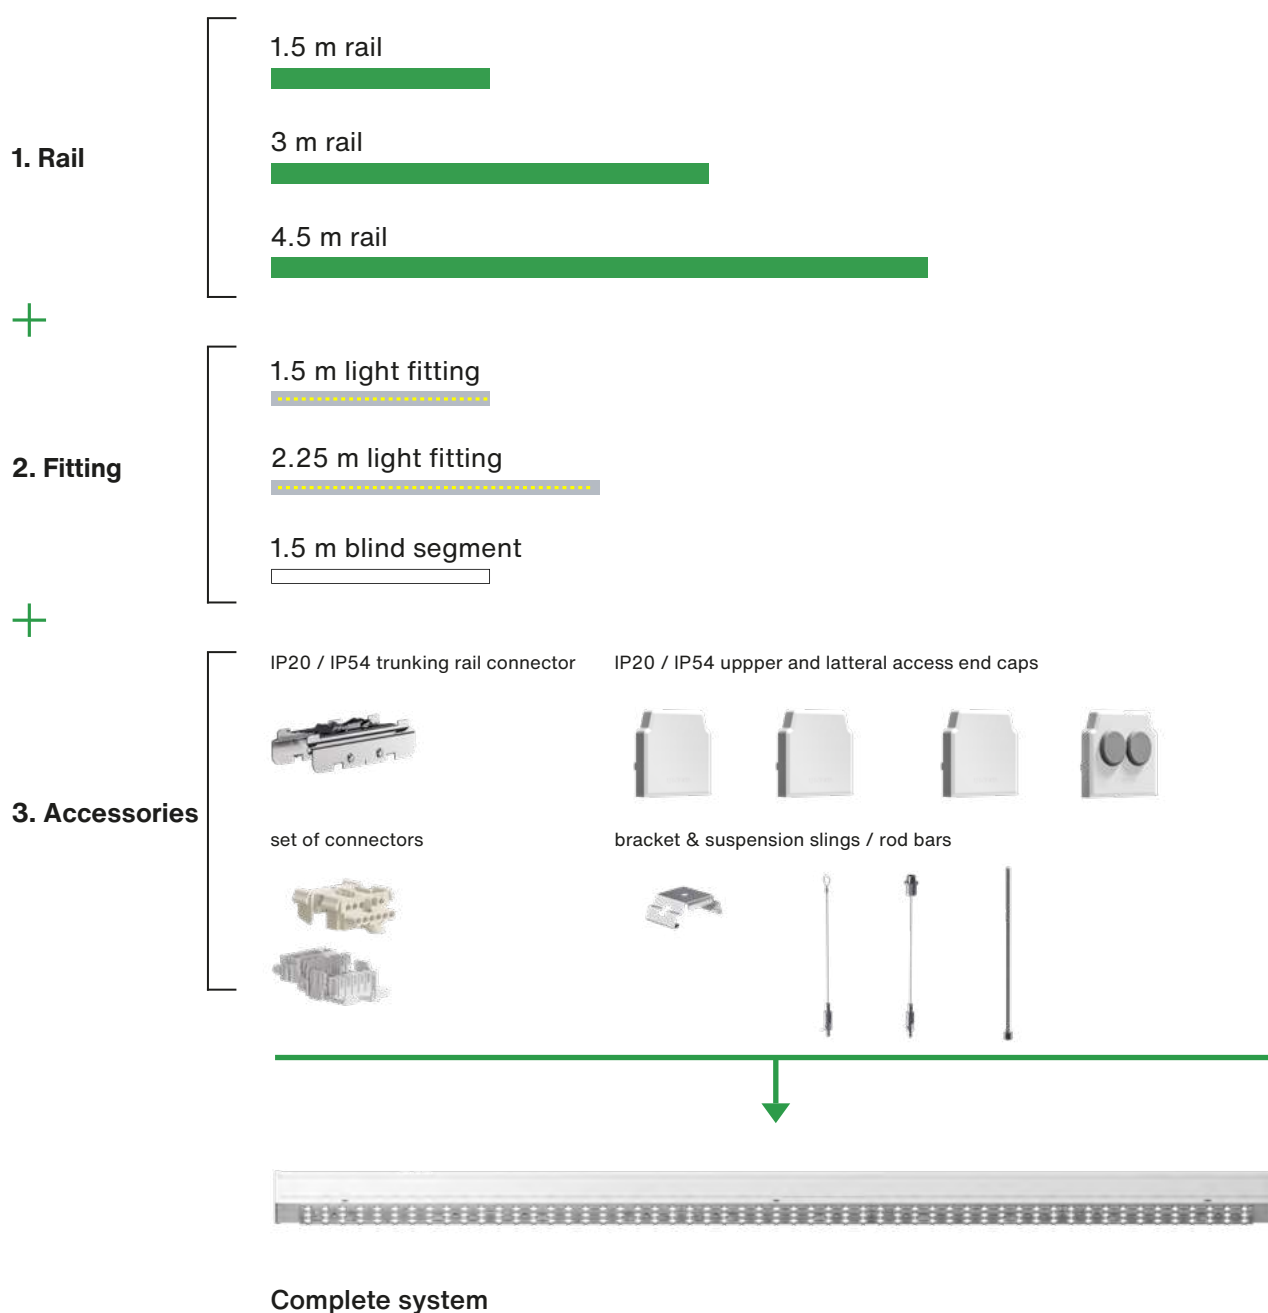 1. Rail
1.5 m rail
3 m rail
4.5 m rail
2. Fitting
1.5 m light fitting
2.25 m light fitting
1.5 m blind segment
3. Accessories
IP20 / IP54 trunking rail connector
IP20 / IP54 uppper and latteral access end caps
set of connectors
bracket & suspension slings / rod bars
Complete system